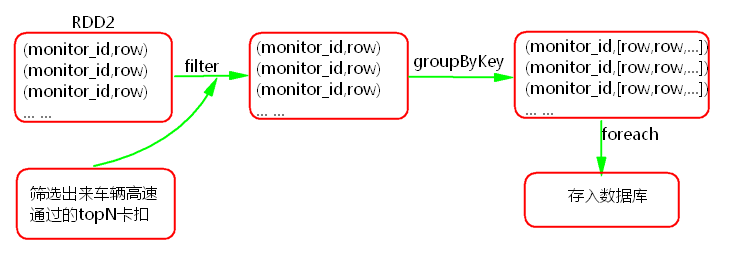 RDD2
(monitor_id,row)
(monitor_id,row)
(monitor_id,row)
... ...
filter
(monitor_id,row)
(monitor_id,row)
(monitor_id,row)
... ...
groupByKey
(monitor_id,[row,row,...])
(monitor_id,[row,row,...])
(monitor_id,[row,row,...])
... ...
foreach
筛选出来车辆高速
通过的topN卡扣
存入数据库